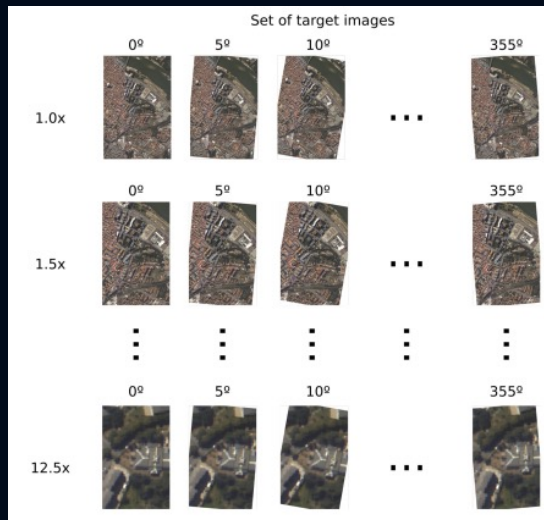 Set of target images
0º 5º 10º 355º
1.0x
0º 5º 10º 355º
1.5x
0º 5º 10º 355º
12.5x